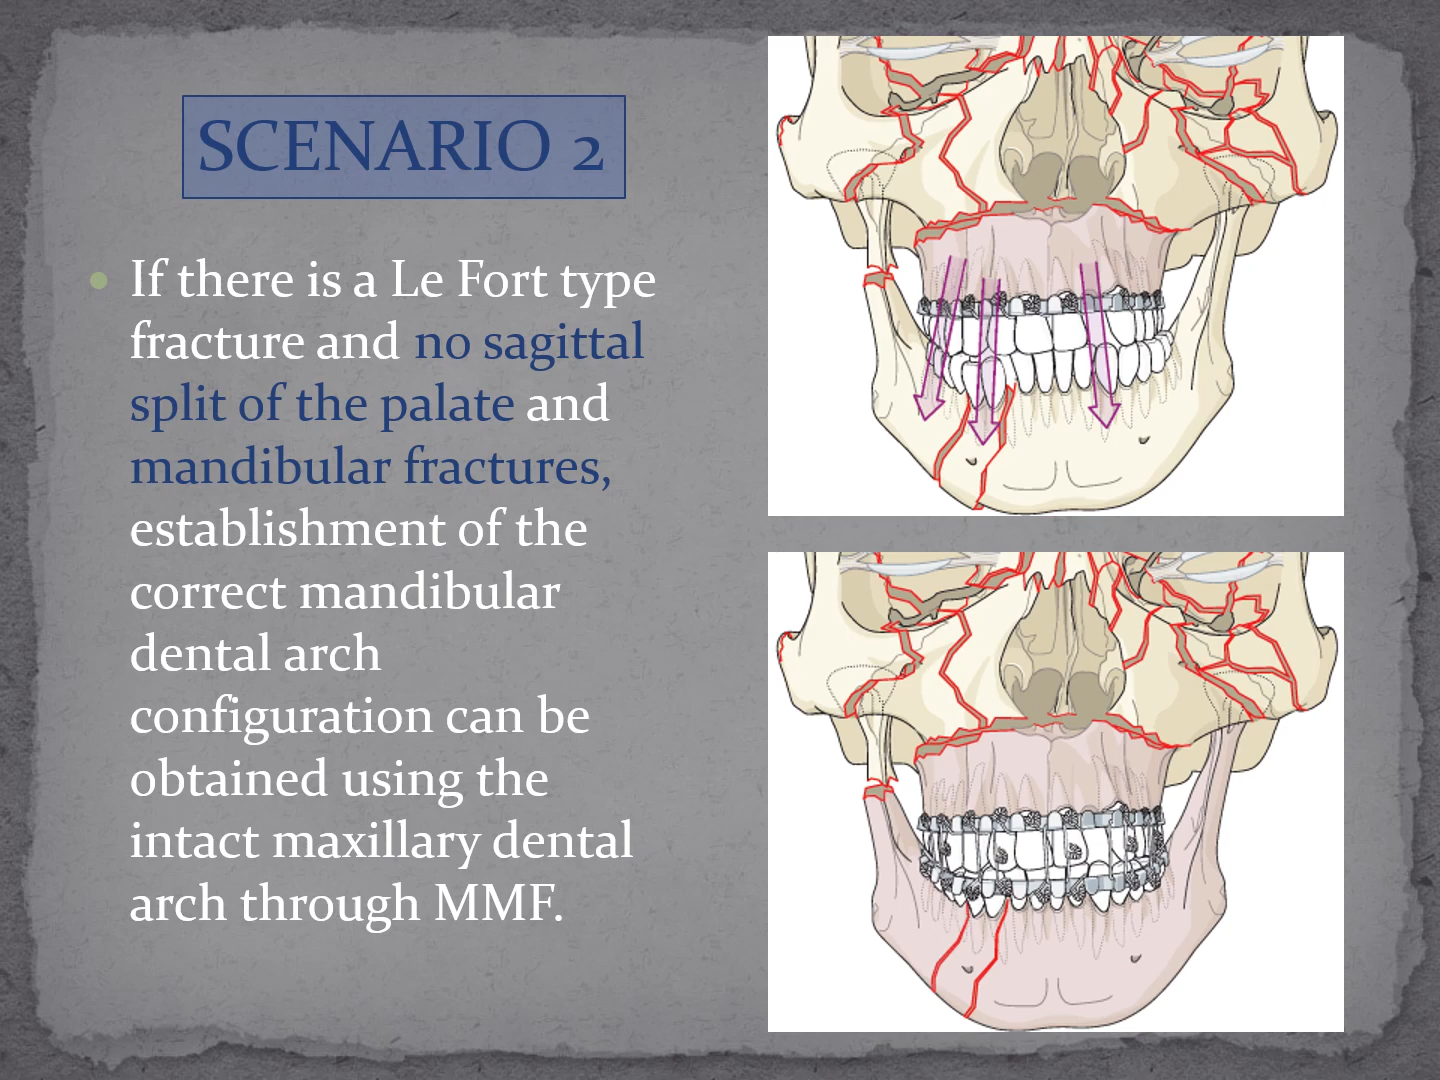 SCENARIO 2
If there is a Le Fort type
fracture and no sagittal
split of the palate and
mandibular fractures,
establishment of the
correct mandibular
dental arch
configuration can be
obtained using the
intact maxillary dental
arch through MMF.